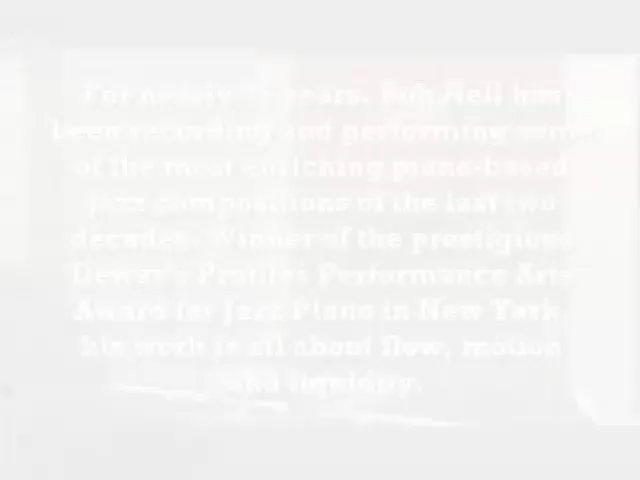 For nearly years, Bob Nell has
been recording and performing some
of the most enriching piano-based
jazz compositions of the last two
decades. Winner of the prestigious
Dewar's Profiles Performance Arts
Award for Jazz Piano in New York,
his work is all about flow, motion
and liquidity.